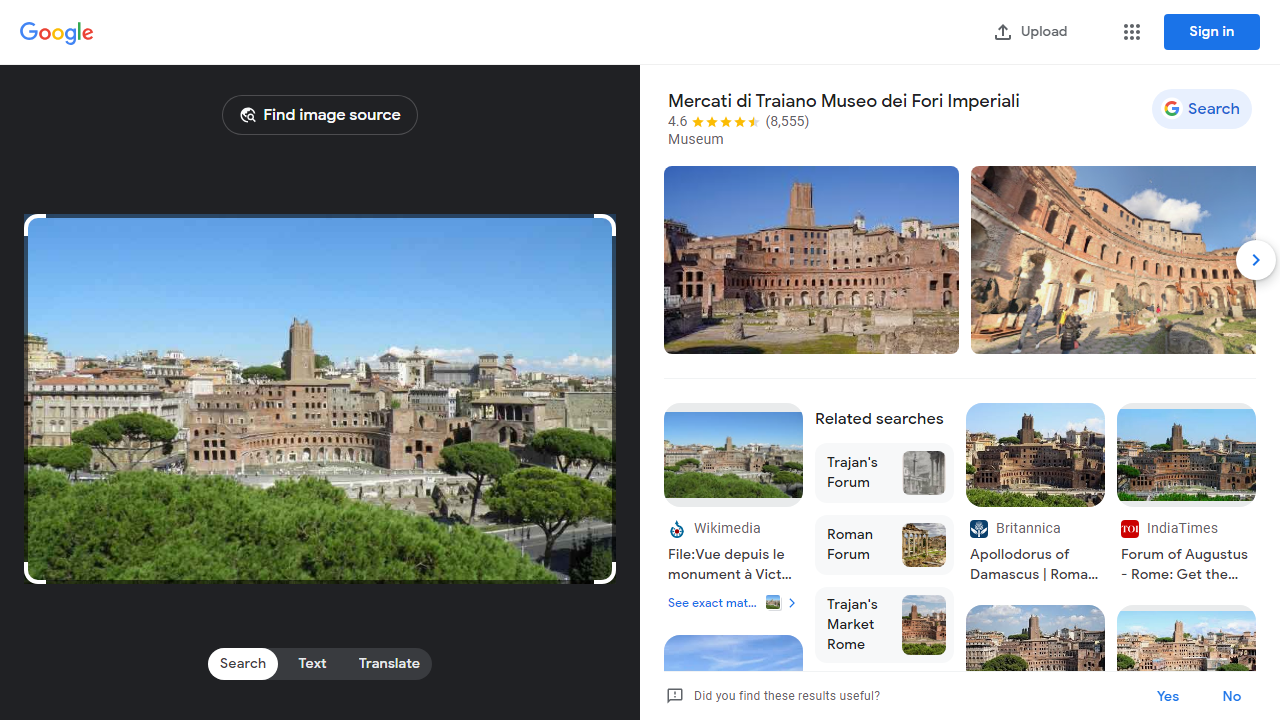 Google
Upload
Sign in
Find image source
Mercati di Traiano Museo dei Fori Imperiali
4.6 (8,555)
Museum
Search
Related searches
Trajan's
Forum
Roman
Forum
Trajan's
Market
Rome
Wikimedia
File:Vue depuis le
monument à Vict...
See exact mat...
Britannica
Apollodorus of
Damascus | Roma...
TOI
IndiaTimes
Forum of Augustus
- Rome: Get the...
Search
Text
Translate
Did you find these results useful?
Yes
No